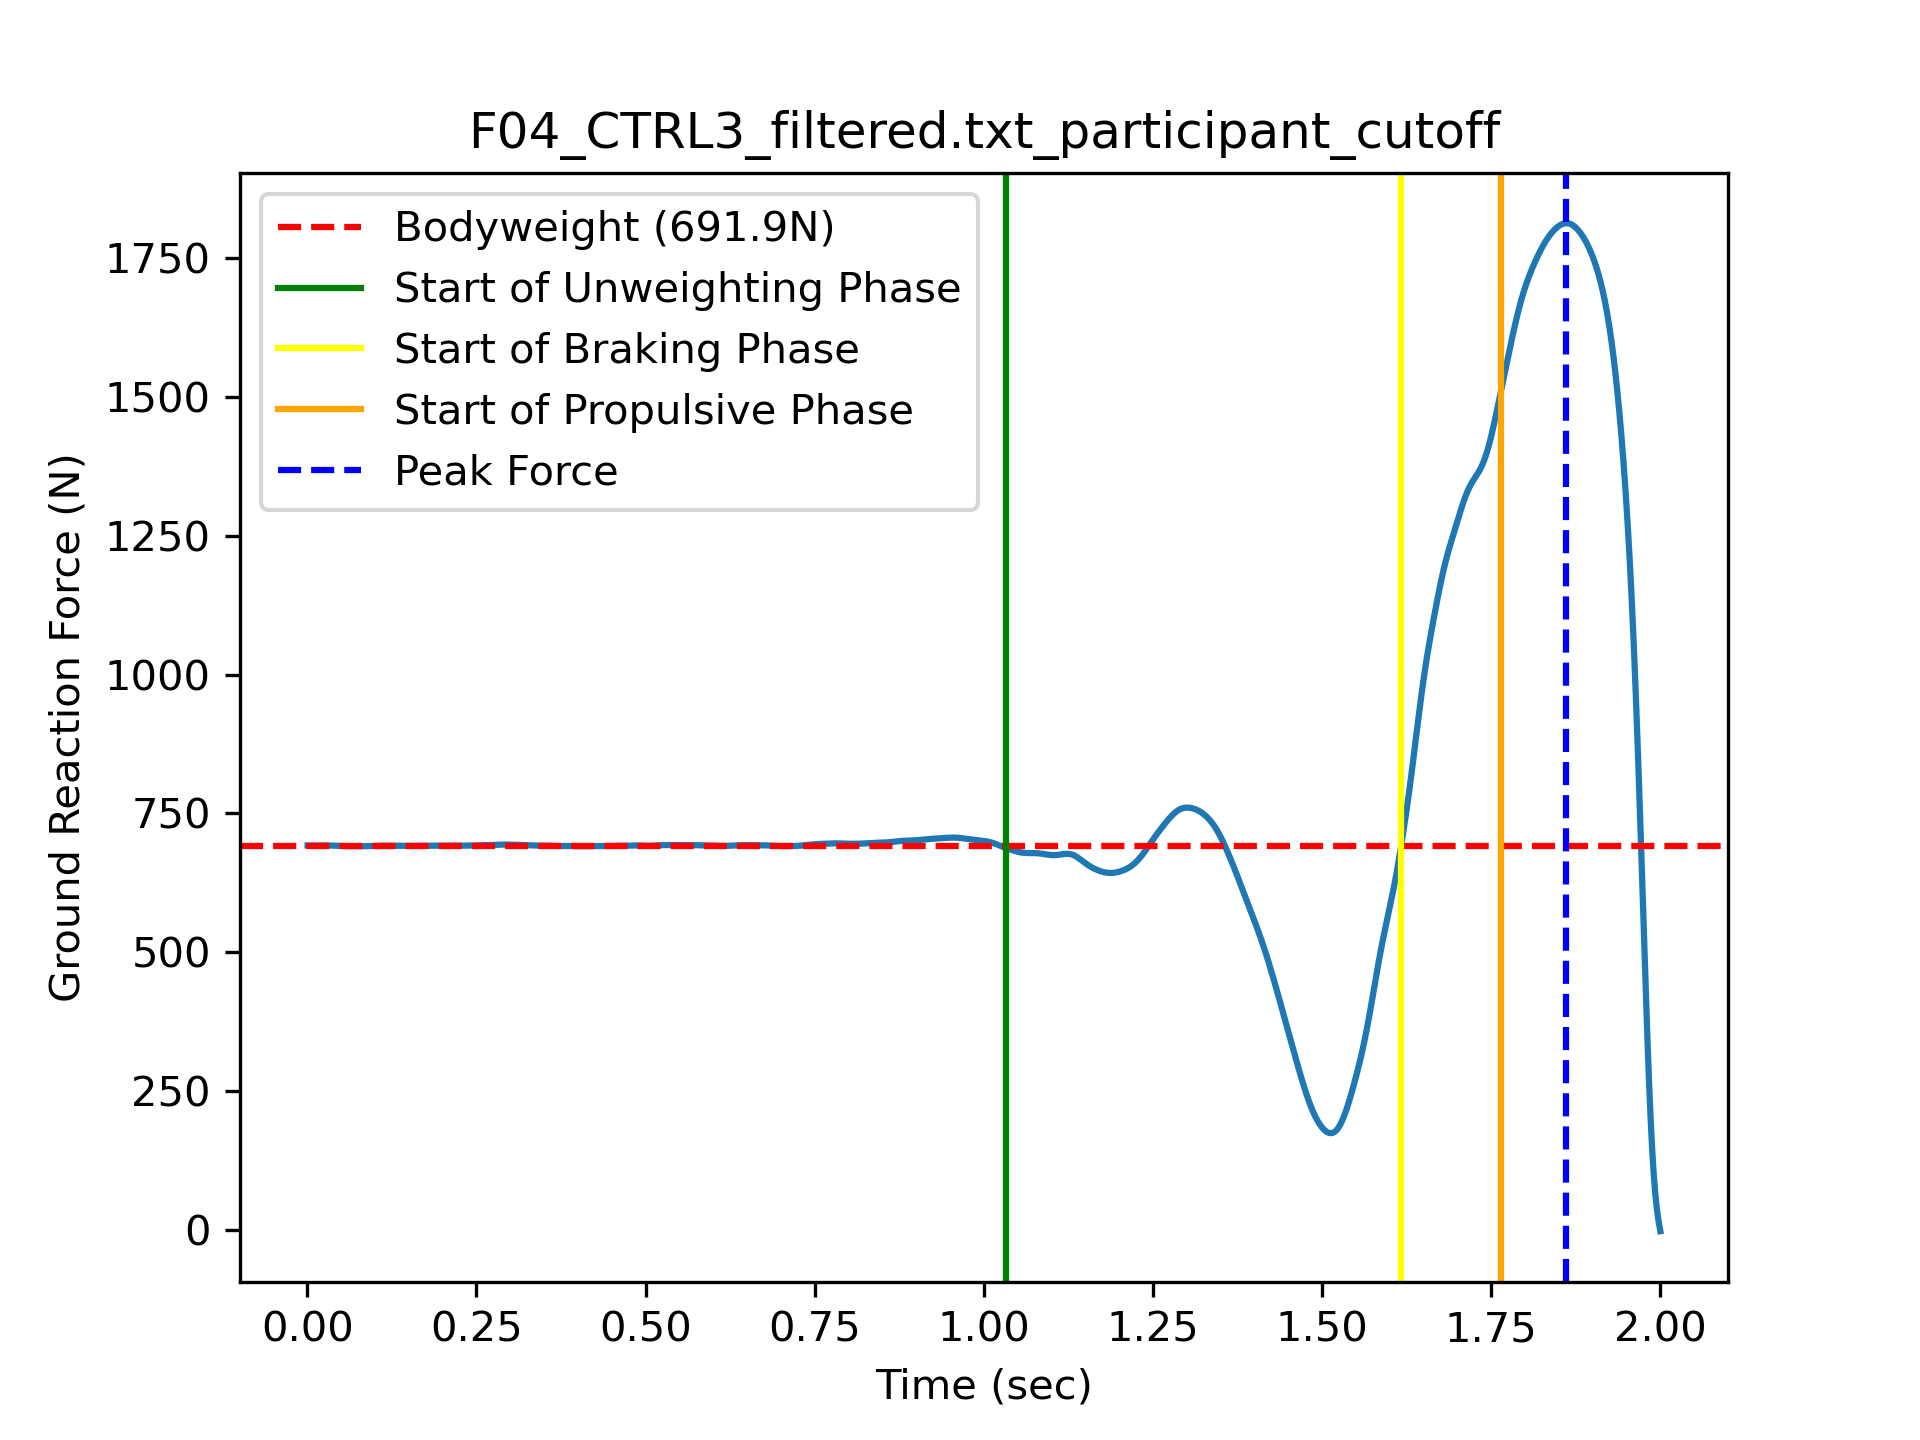 F04_CTRL3_filtered.txt_participant_cutoff
Bodyweight (691.9N)
Start of Unweighting Phase
Start of Braking Phase
Start of Propulsive Phase
Peak Force
Ground Reaction Force (N)
1750
1500
1250
1000
750
500
250
0
0.00 0.25 0.50 0.75 1.00 1.25 1.50 1.75 2.00
Time (sec)